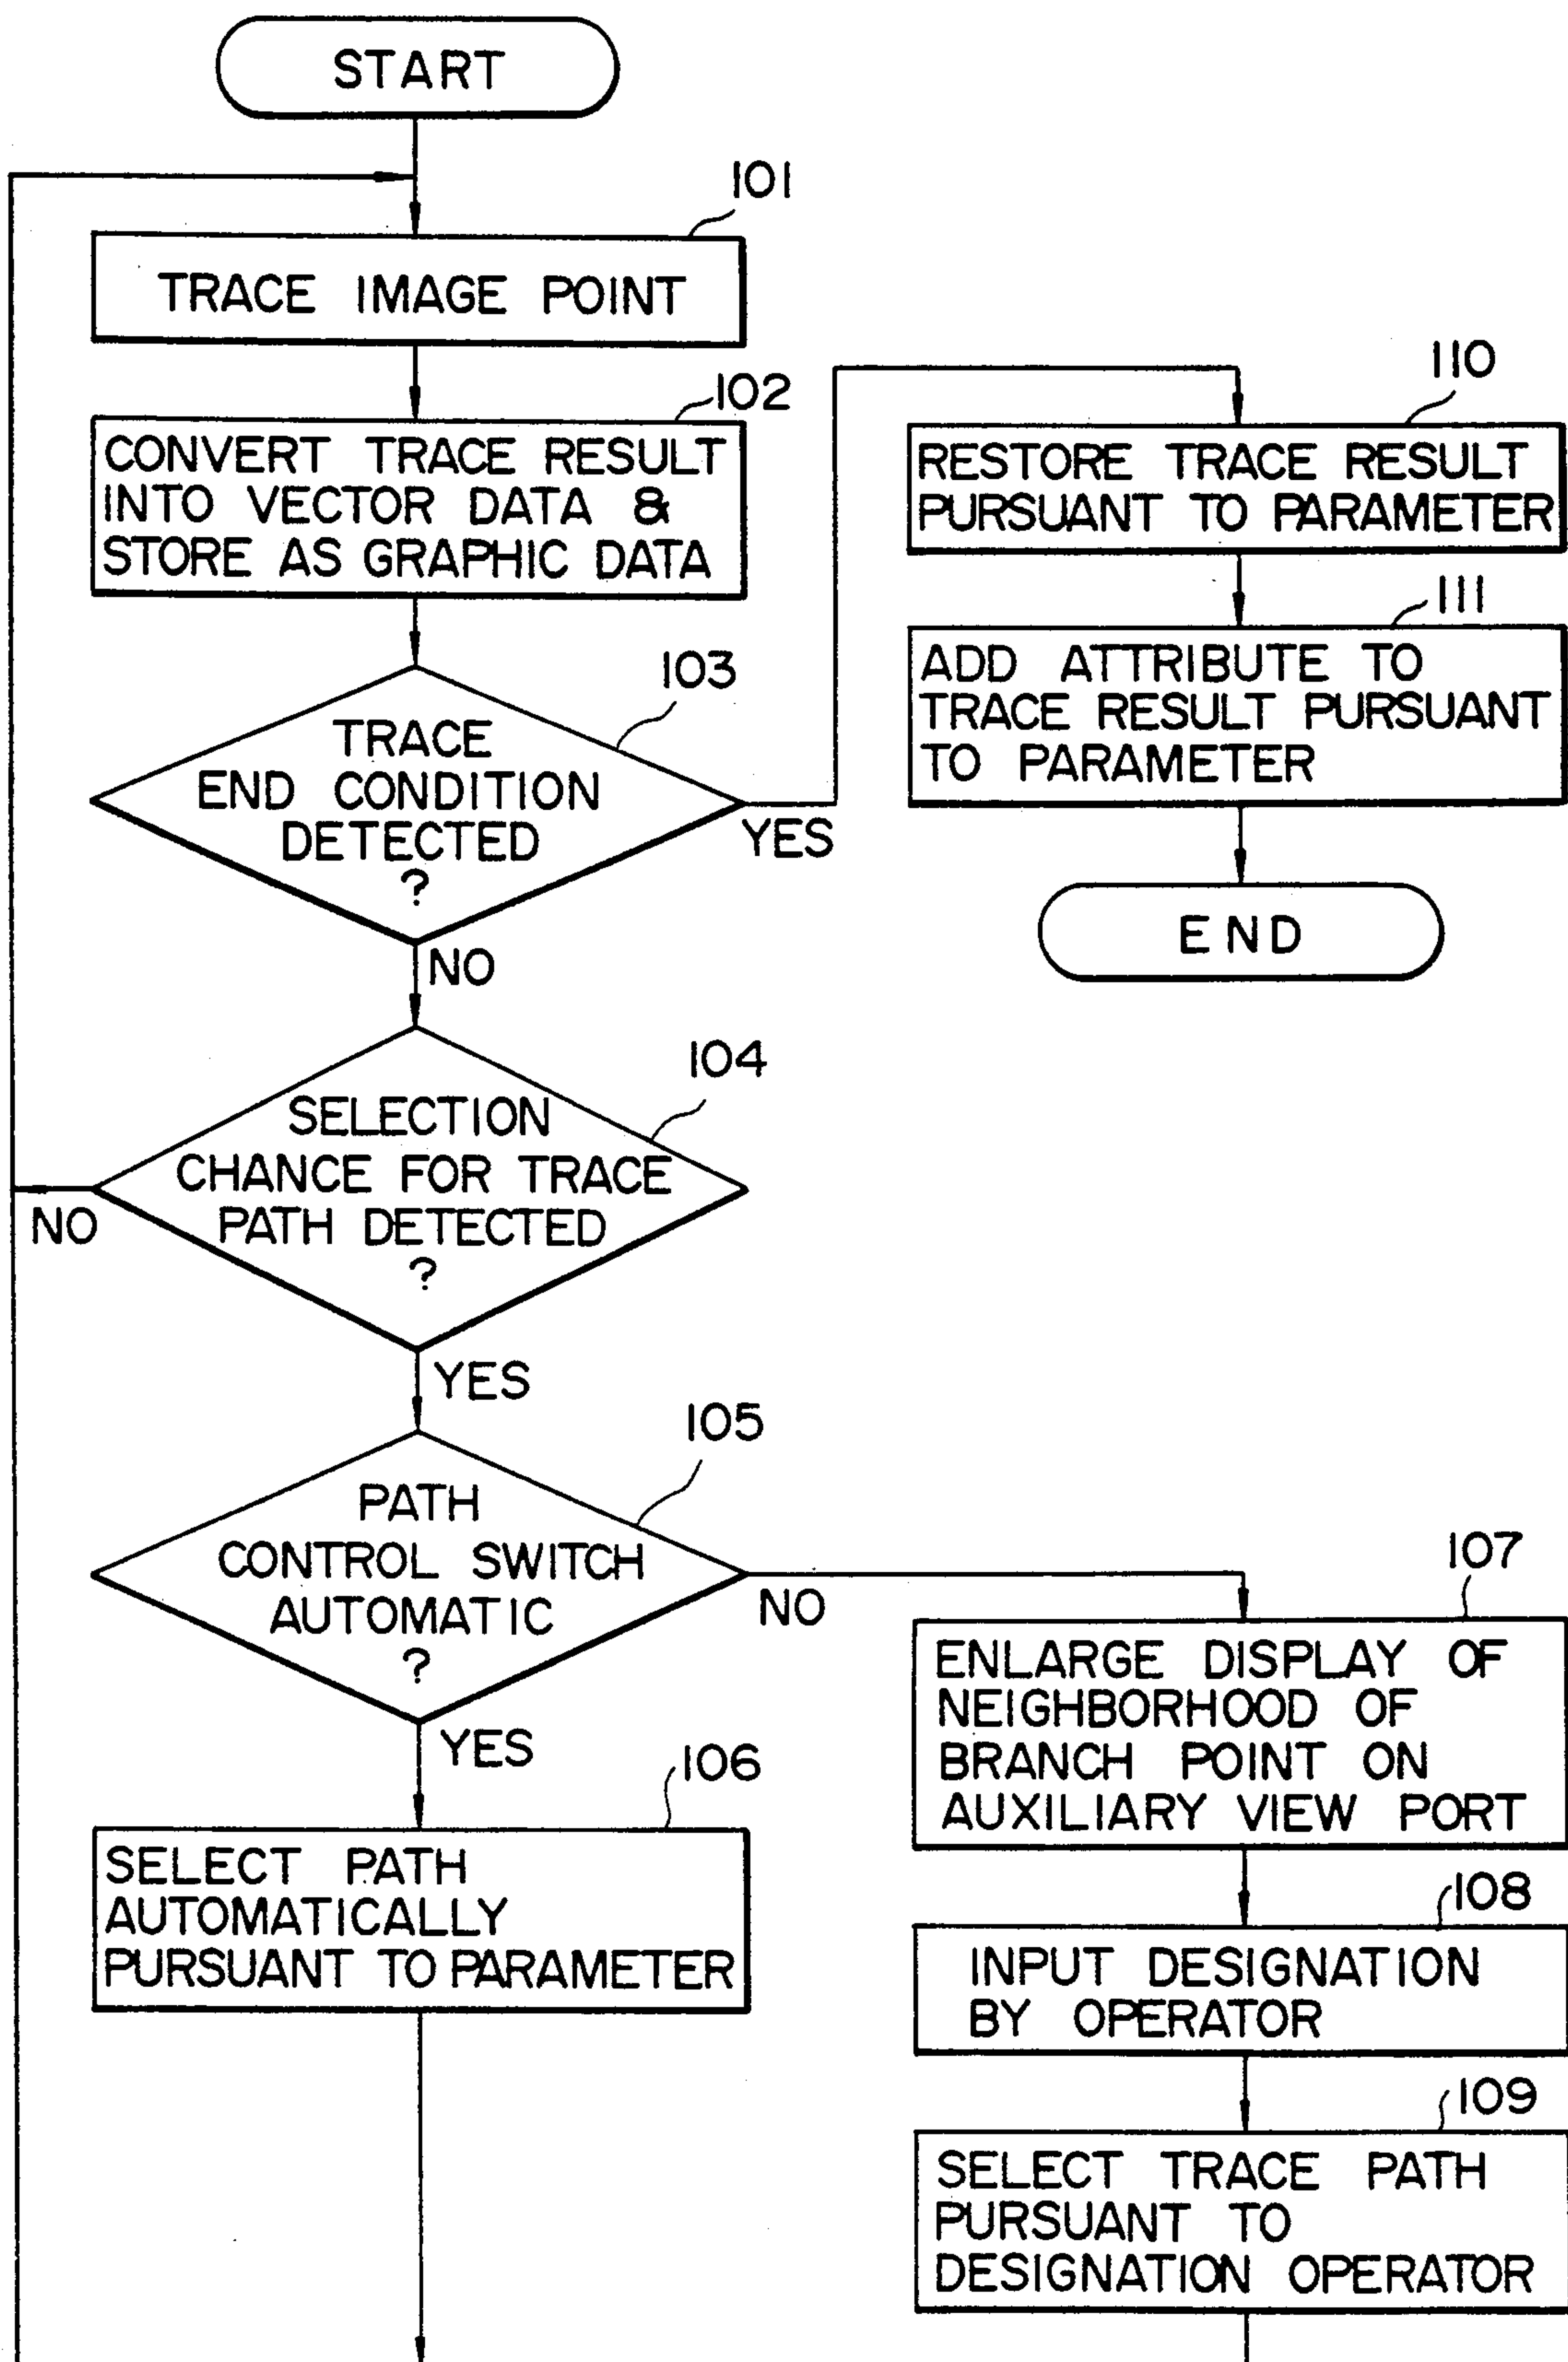 START
101
TRACE IMAGE POINT
102
CONVERT TRACE RESULT
INTO VECTOR DATA &
STORE AS GRAPHIC DATA
103
TRACE
END CONDITION
DETECTED
?
YES
NO
110
RESTORE TRACE RESULT
PURSUANT TO PARAMETER
111
ADD ATTRIBUTE TO
TRACE RESULT PURSUANT
TO PARAMETER
END
104
SELECTION
CHANCE FOR TRACE
PATH DETECTED
?
NO
YES
105
PATH
CONTROL SWITCH
AUTOMATIC
?
NO
YES
106
SELECT PATH
AUTOMATICALLY
PURSUANT TO PARAMETER
107
ENLARGE DISPLAY OF
NEIGHBORHOOD OF
BRANCH POINT ON
AUXILIARY VIEW PORT
108
INPUT DESIGNATION
BY OPERATOR
109
SELECT TRACE PATH
PURSUANT TO
DESIGNATION OPERATOR